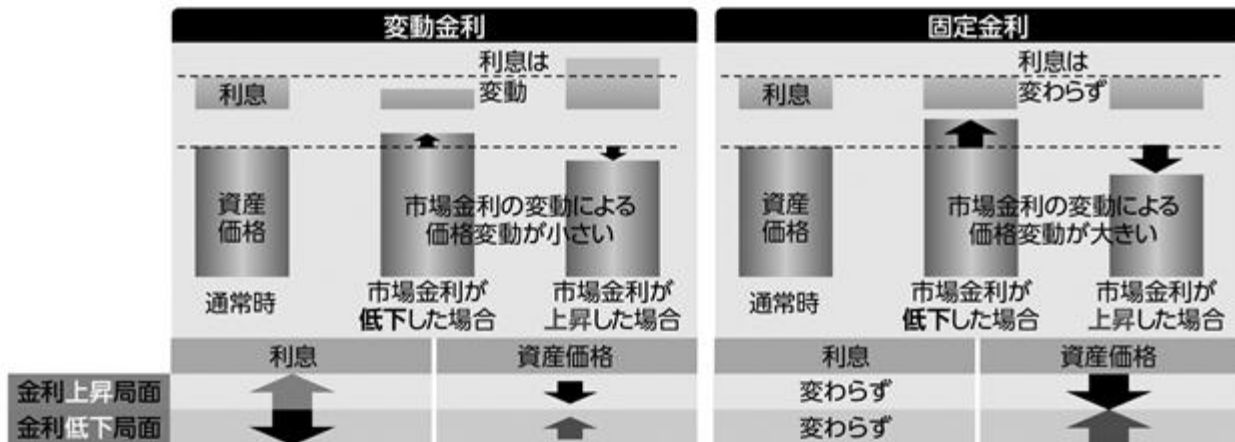 変動金利
利息は
変動
利息
資産
価格
市場金利の変動による
価格変動が小さい
通常時
市場金利が
低下した場合
市場金利が
上昇した場合
固定金利
利息は
変わらず
利息
資産
価格
市場金利の変動による
価格変動が大きい
通常時
市場金利が
低下した場合
市場金利が
上昇した場合
利息 資産価格 利息 資産価格
金利上昇局面 変わらず
金利低下局面 変わらず